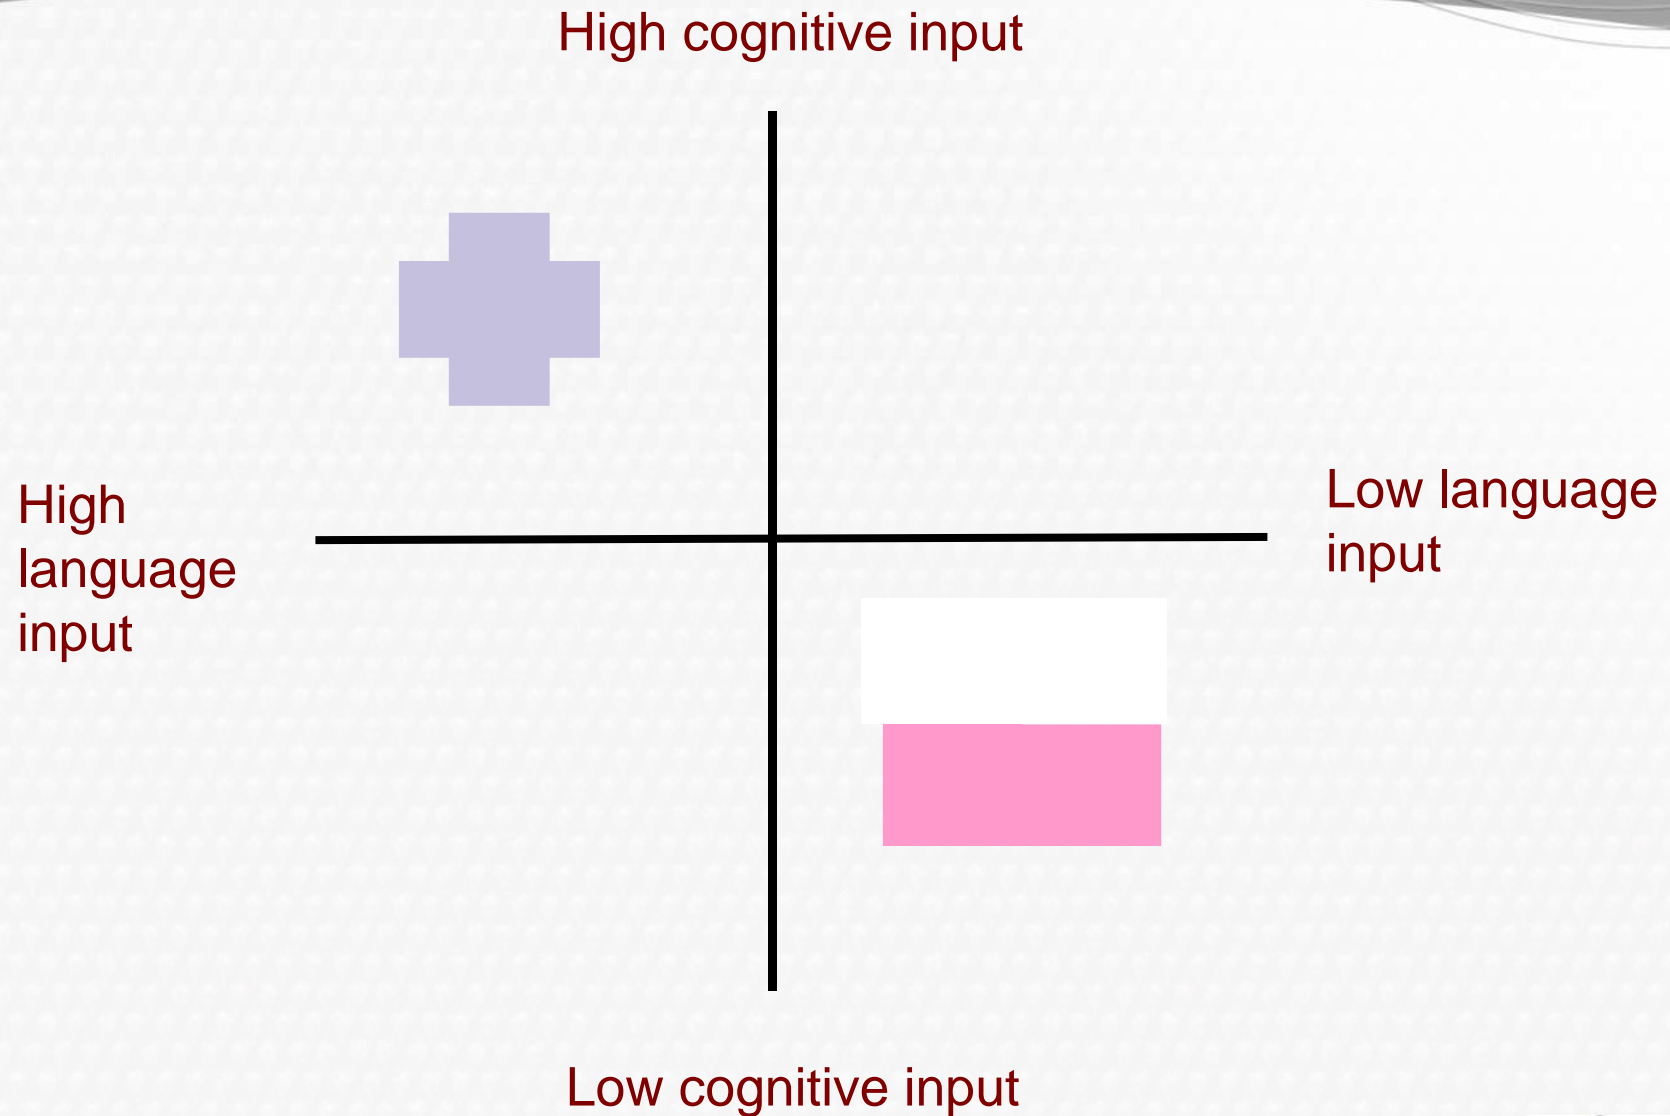 High cognitive input
High
language
input
Low language
input
Low cognitive input